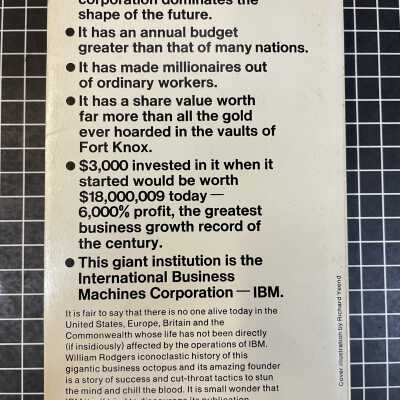 corporation dominates the
shape of the future.
● It has an annual budget
greater than that of many nations.
● It has made millionaires out
of ordinary workers.
● It has a share value worth
far more than all the gold
ever hoarded in the vaults of
Fort Knox.
● $3,000 invested in it when it
started would be worth
$18,000,009 today —
6,000% profit, the greatest
business growth record of
the century.
● This giant institution is the
International Business
Machines Corporation — IBM.
It is fair to say that there is no one alive today in the
United States, Europe, Britain and the
Commonwealth whose life has not been directly
(if insidiously) affected by the operations of IBM.
William Rodgers iconoclastic history of this
gigantic business octopus and its amazing founder
is a story of success and cut-throat tactics to stun
the mind and chill the blood. It is small wonder that
Cover illustration by Richard Yeend